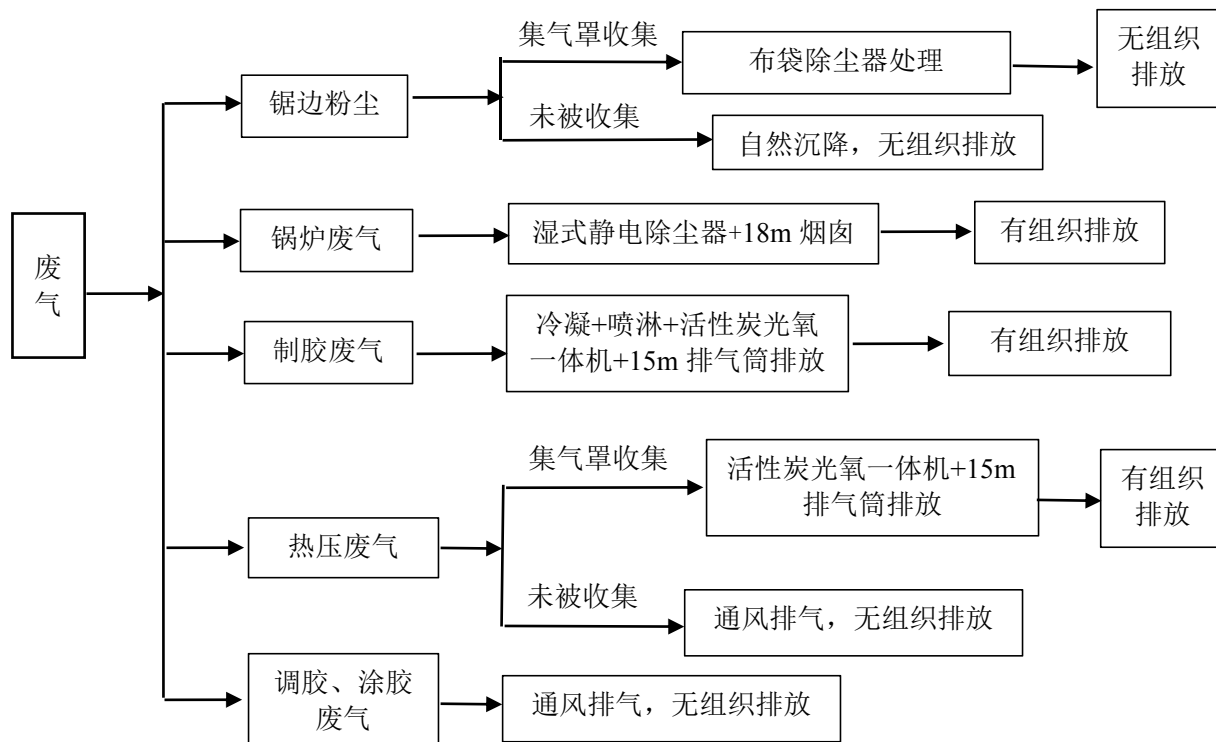 废
气
锯边粉尘
集气罩收集
布袋除尘器处理
无组织
排放
未被收集
自然沉降，无组织排放
锅炉废气
湿式静电除尘器+18m 烟囱
有组织排放
制胶废气
冷凝+喷淋+活性炭光氧
一体机+15m 排气筒排放
有组织排放
热压废气
集气罩收集
活性炭光氧一体机+15m
排气筒排放
有组织
排放
未被收集
通风排气，无组织排放
调胶、涂胶
废气
通风排气，无组织排放